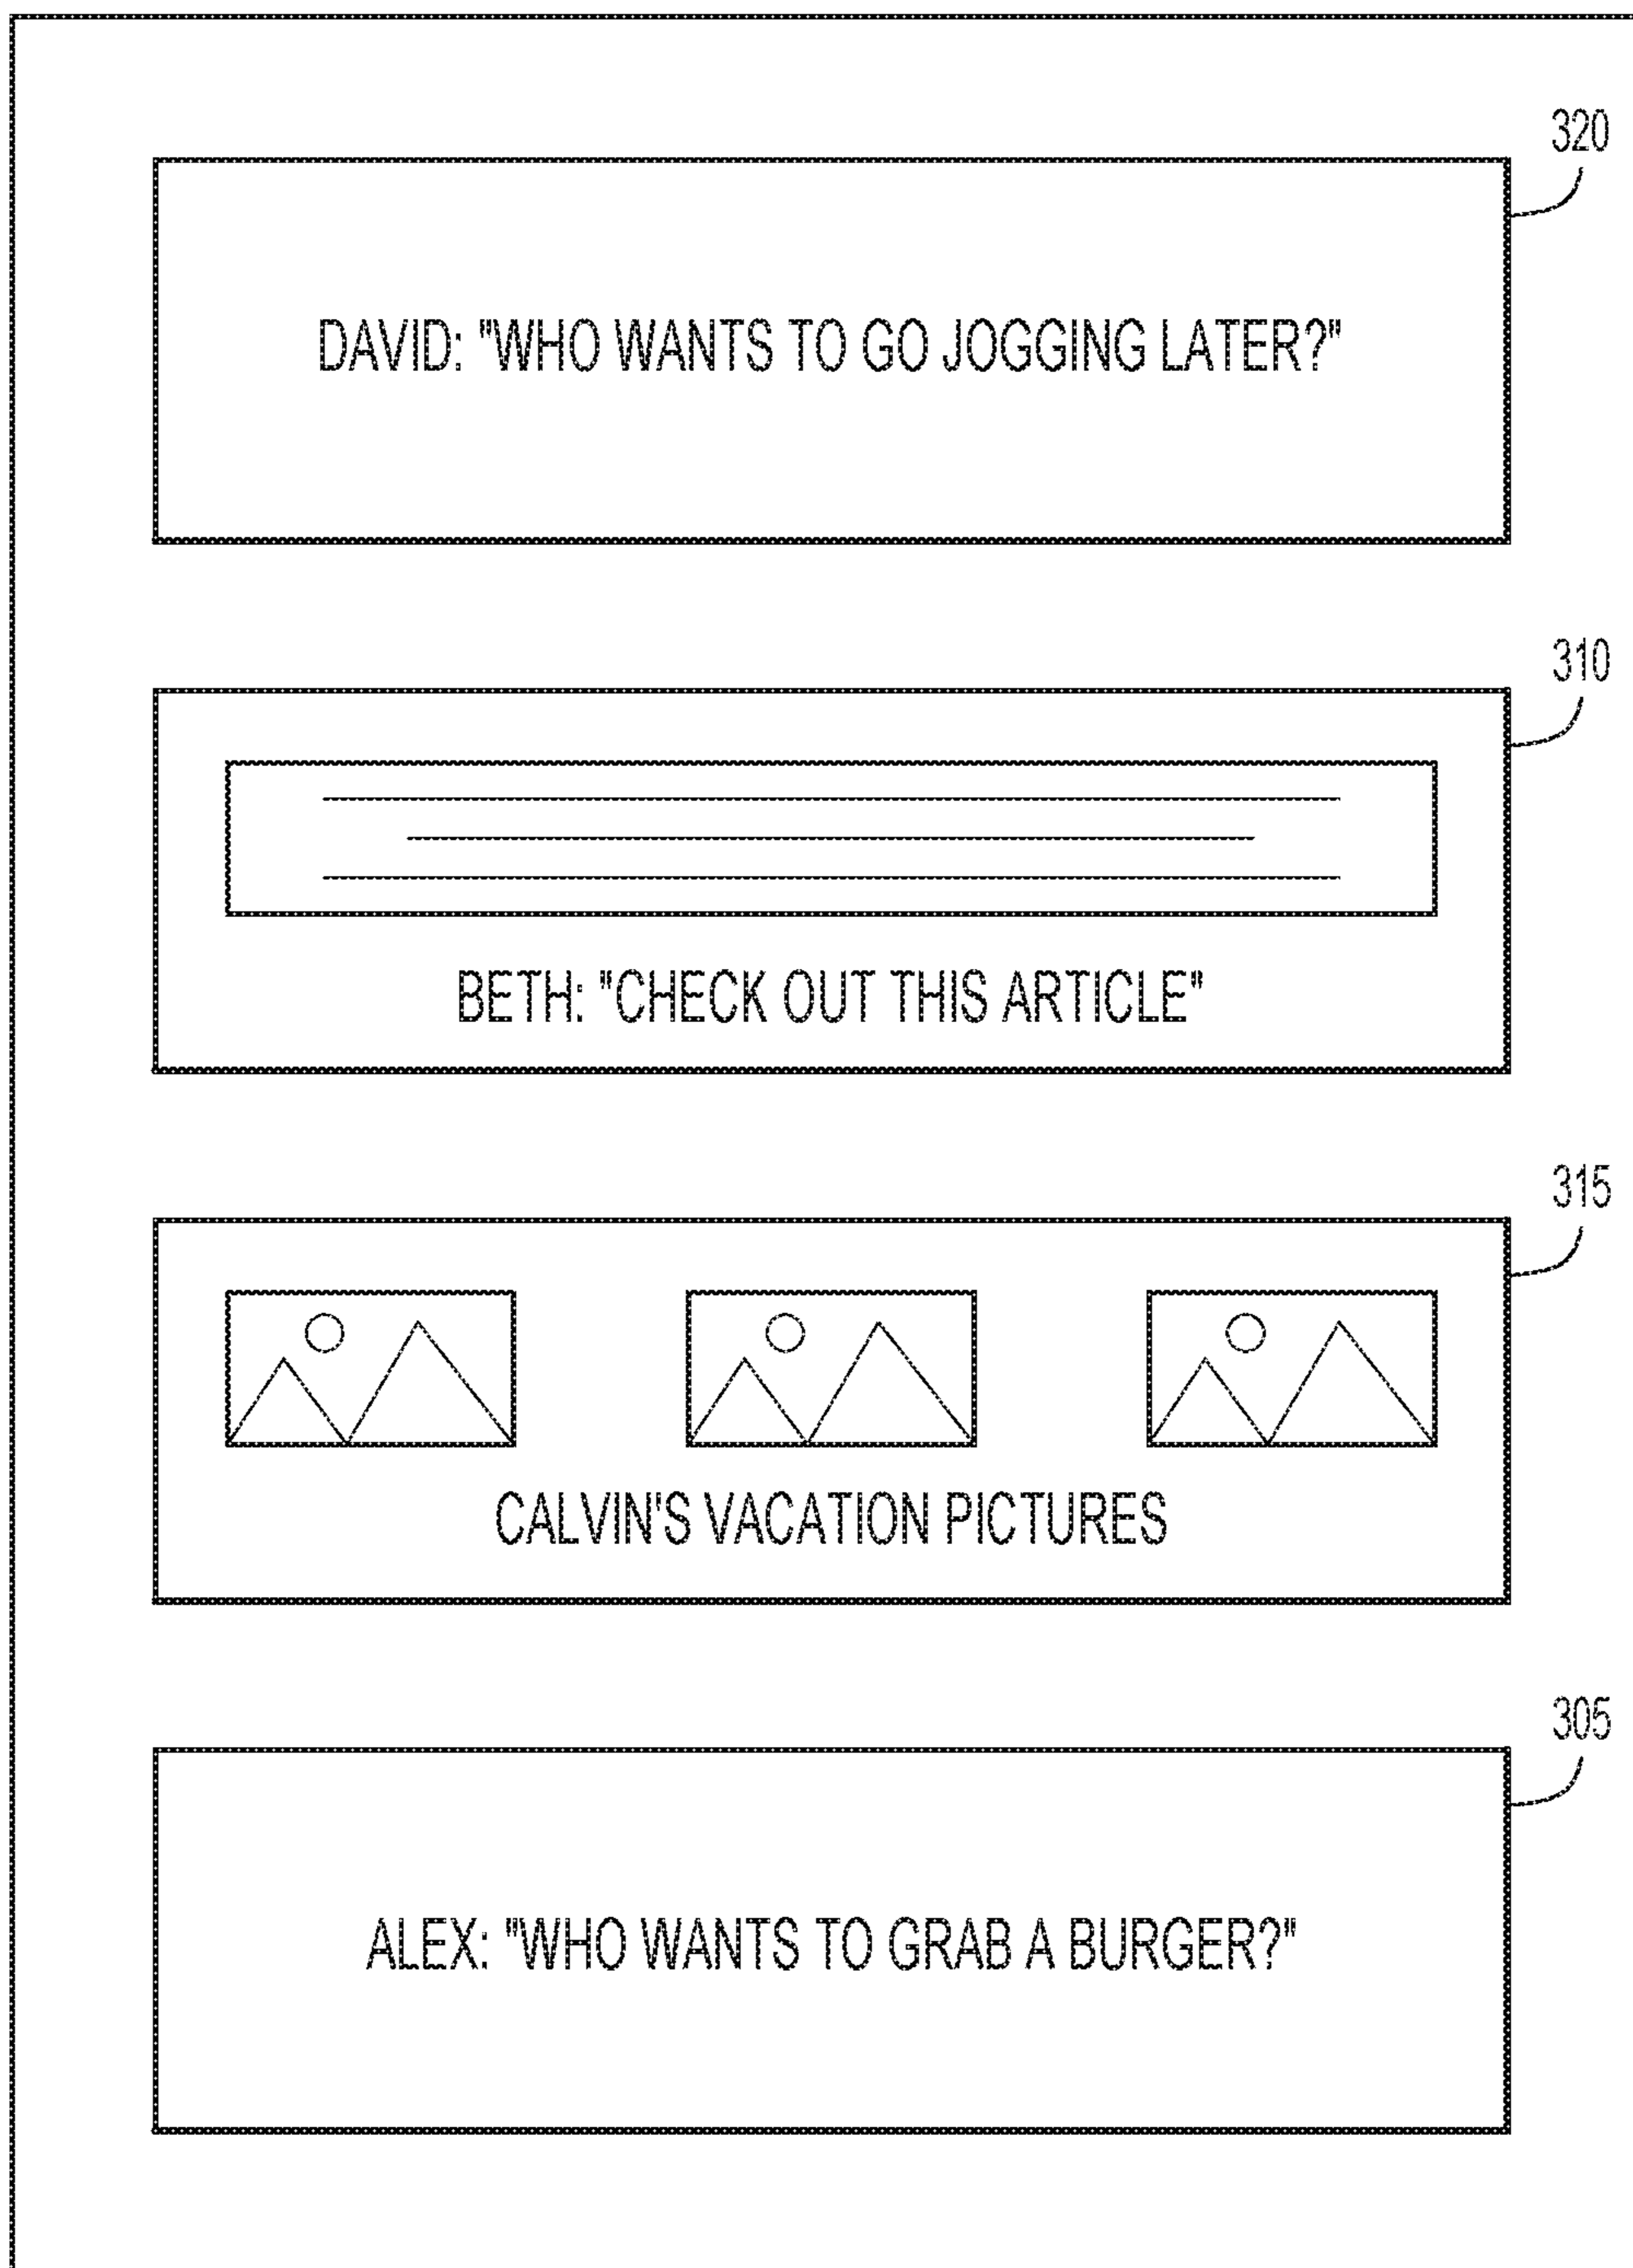 320
DAVID: "WHO WANTS TO GO JOGGING LATER?"
310
BETH: "CHECK OUT THIS ARTICLE"
315
CALVIN'S VACATION PICTURES
305
ALEX: "WHO WANTS TO GRAB A BURGER?"